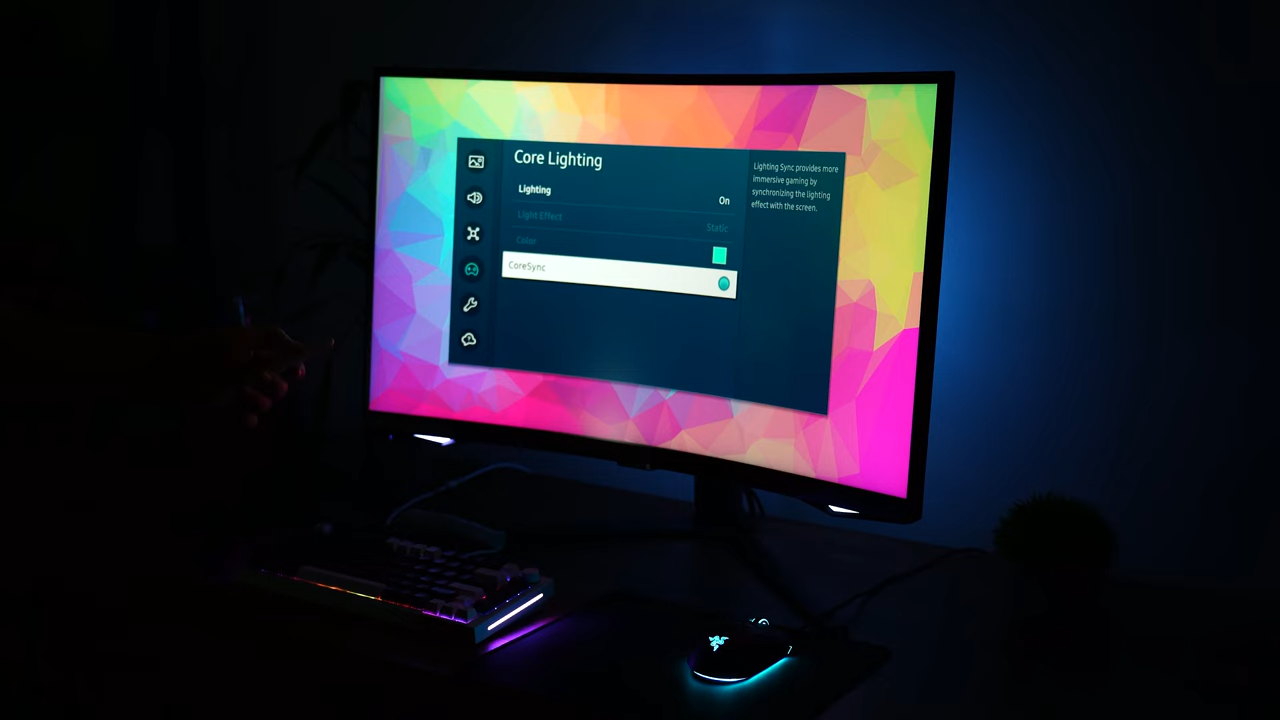 Core Lighting
Lighting
On
Light Effect
Static
Color
CoreSync
Lighting Sync provides more
immersive gaming by
synchronizing the lighting
effect with the screen.